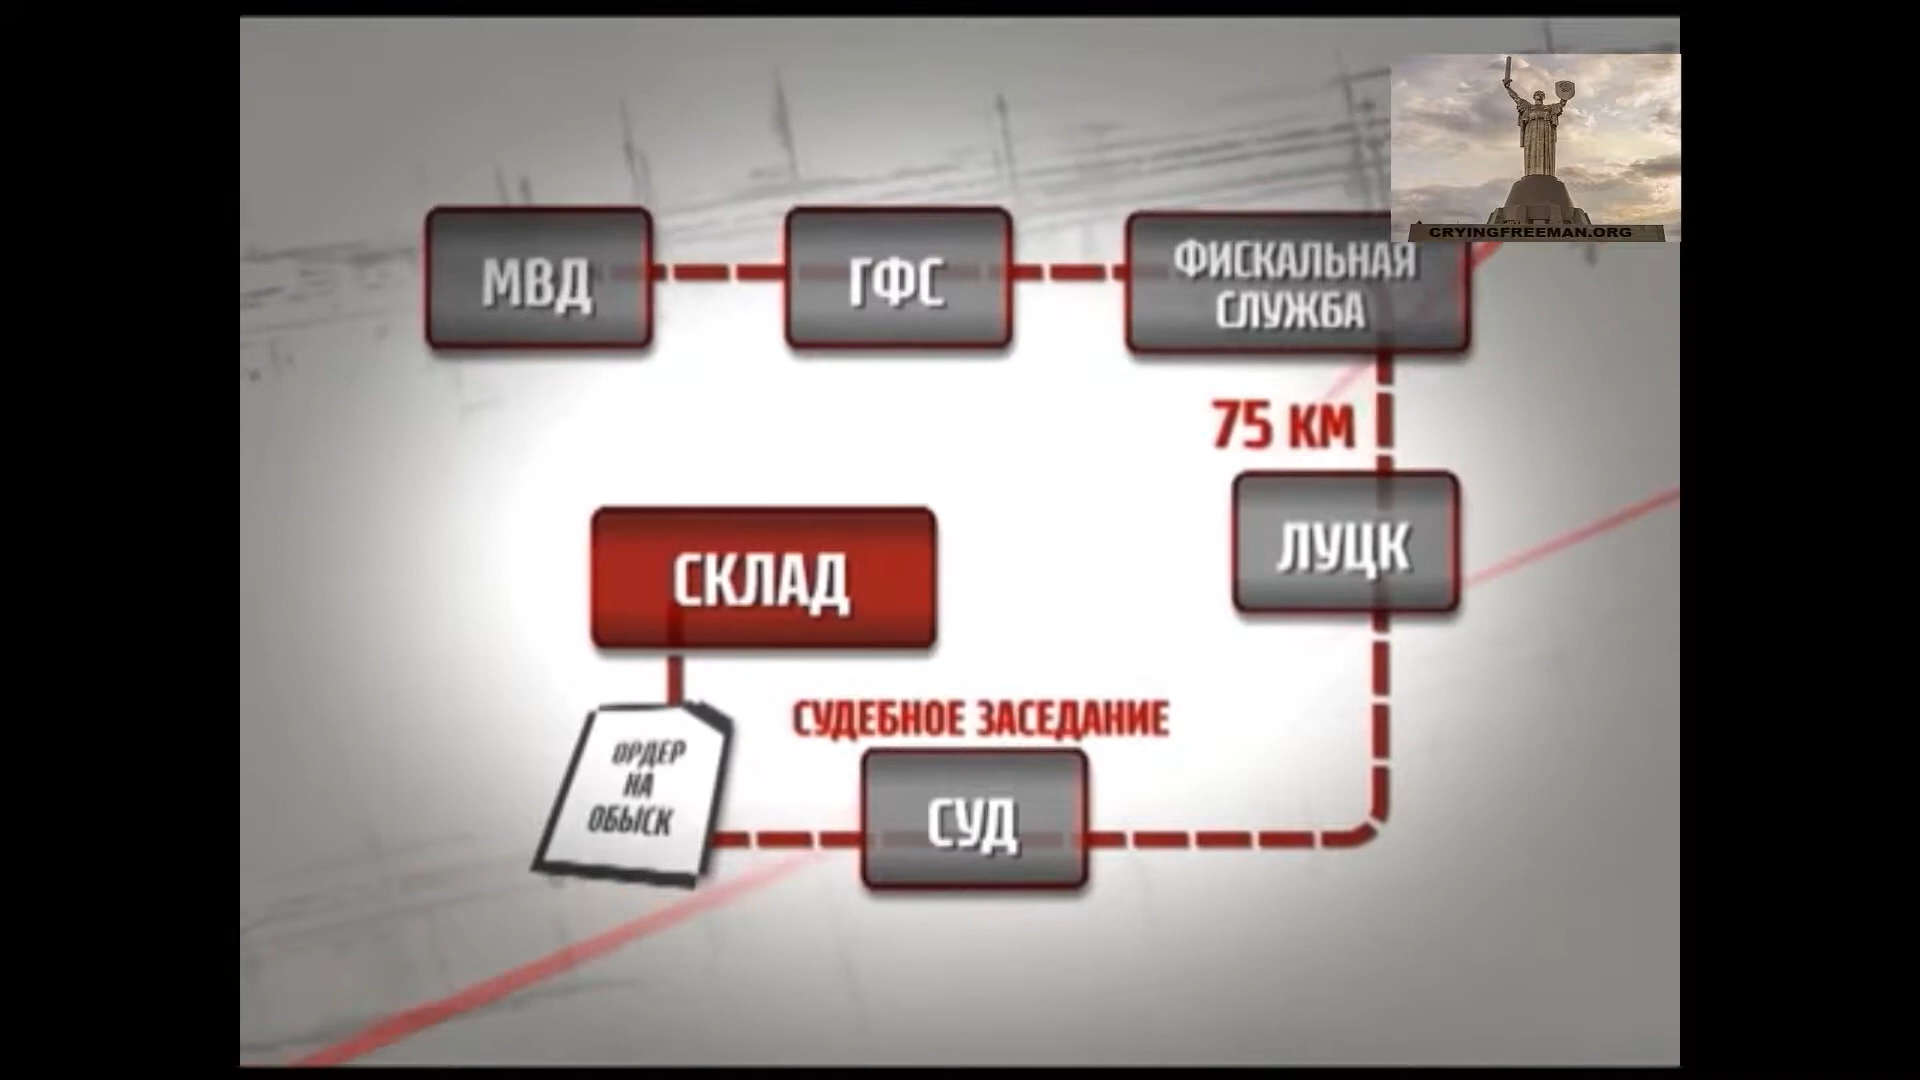 CRYINGFREEMAN.ORG
МВД
ГФС
ФИСКАЛЬНАЯ
СЛУЖБА
75 КМ
ЛУЦК
СКЛАД
СУДЕБНОЕ ЗАСЕДАНИЕ
ОРДЕР
НА
ОБЫСК
СУД